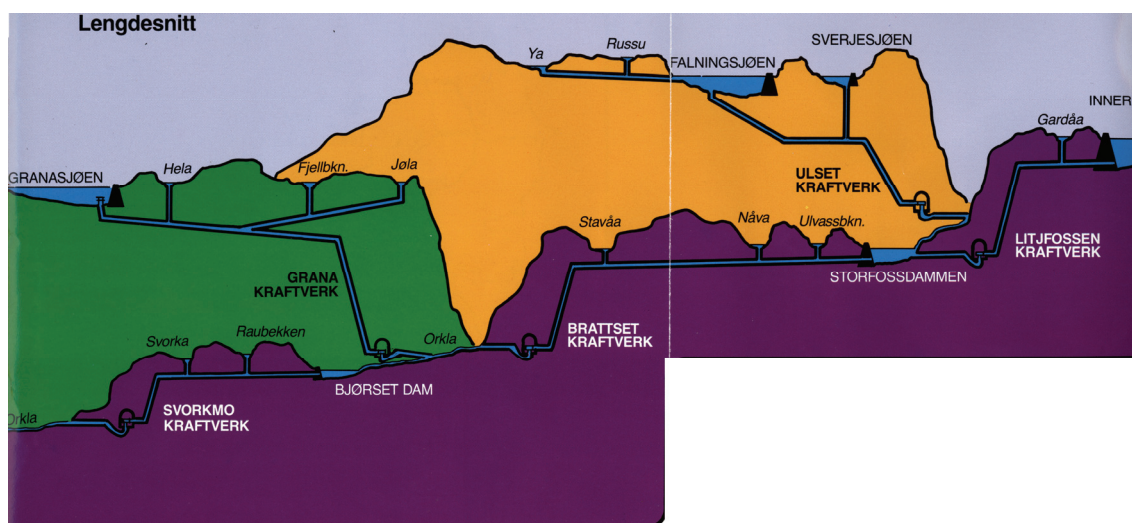 Lengdesnitt
Ya
Russu
SVERJESJØEN
FALNINGSJØEN
INNER
Gardåa
GRANASJØEN
Hela
Fjellbkn.
Jøla
ULSET
KRAFTVERK
Stavåa
Nåva
Ulvassbkn.
LITJFOSSEN
KRAFTVERK
STORFOSSDAMMEN
GRANA
KRAFTVERK
Svorka
Raubekken
Orkla
BRATTSET
KRAFTVERK
BJØRSET DAM
SVORKMO
KRAFTVERK
Orkla